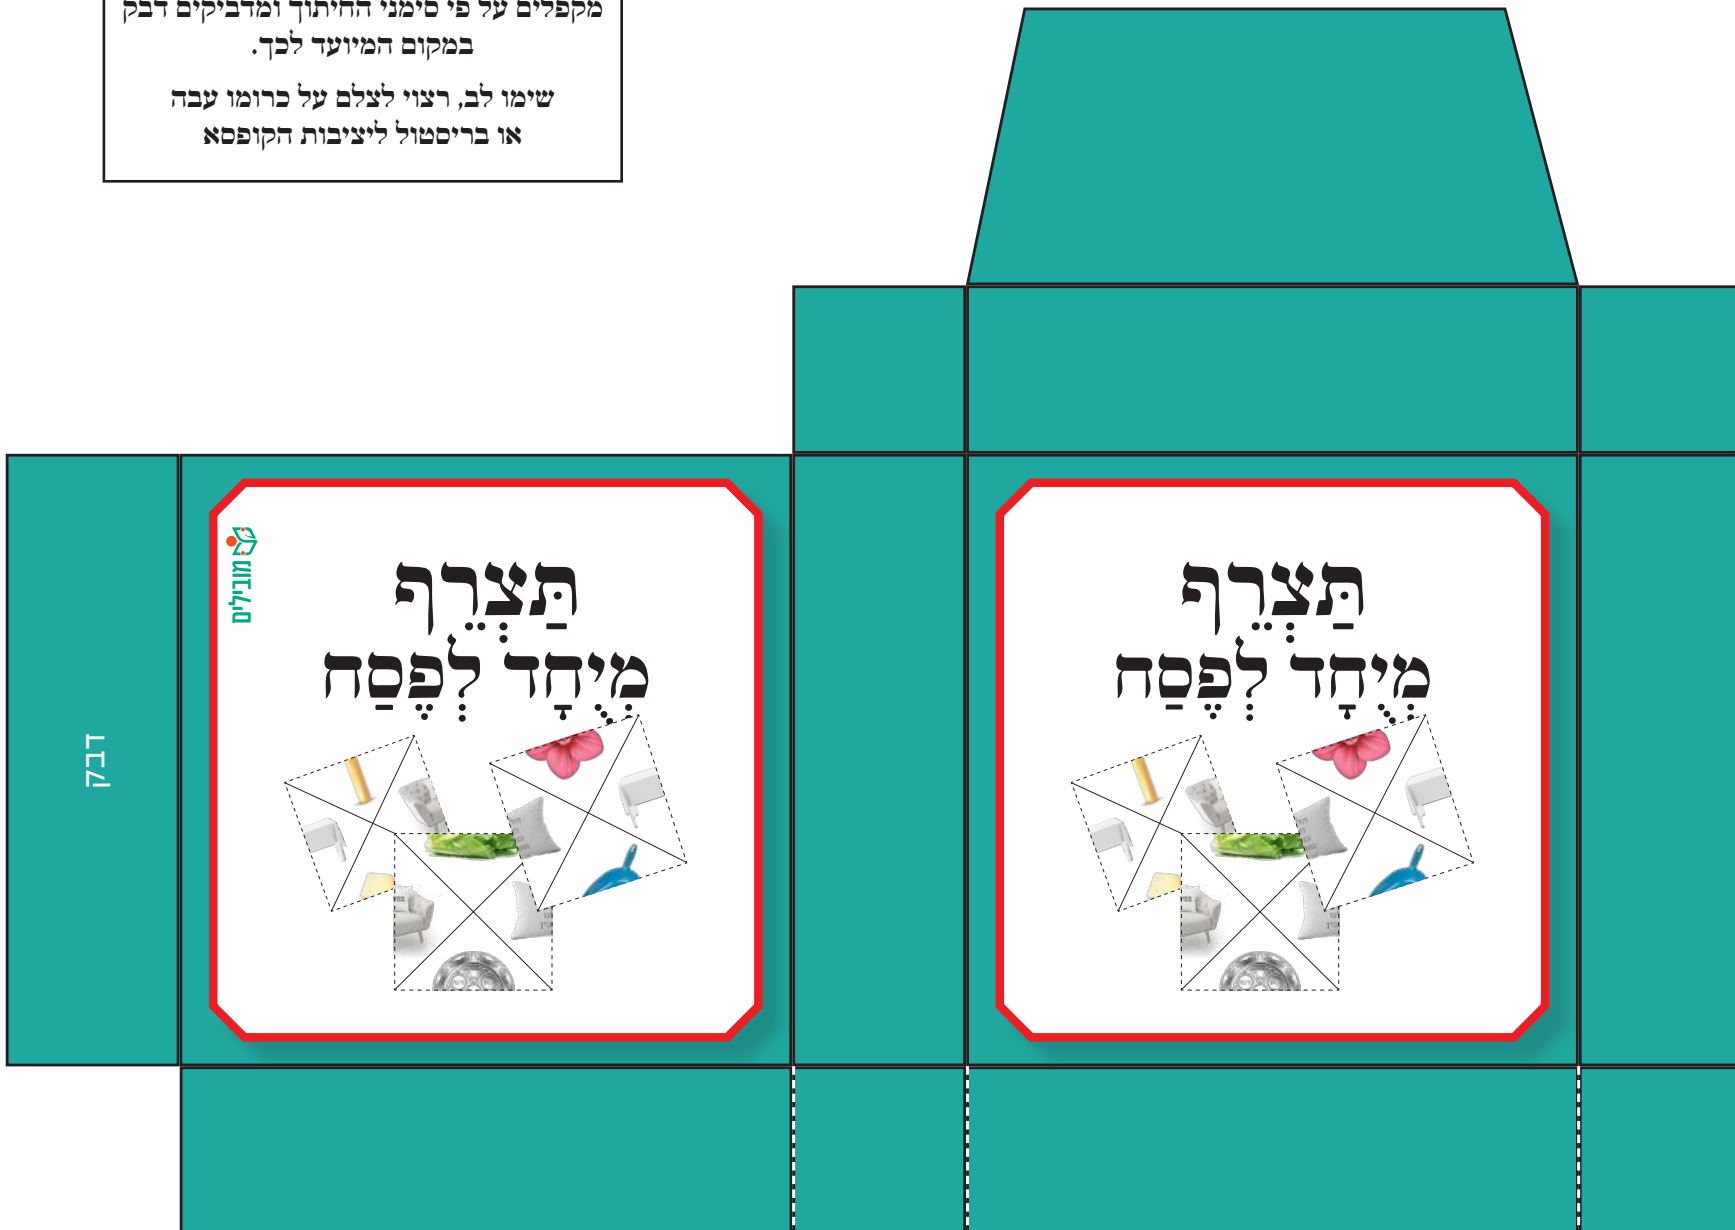 מקפלים על פי סימני החיתוך ומדביקים דבק
במקום המיועד לכך.
שימו לב, רצוי לצלם על כרומו עבה
או בריסטול ליציבות הקופסא
תַּצְרֵף
מְיֻחָד לְפֶסַח
מובילים
תַּצְרֵף
מְיֻחָד לְפֶסַח
דבק